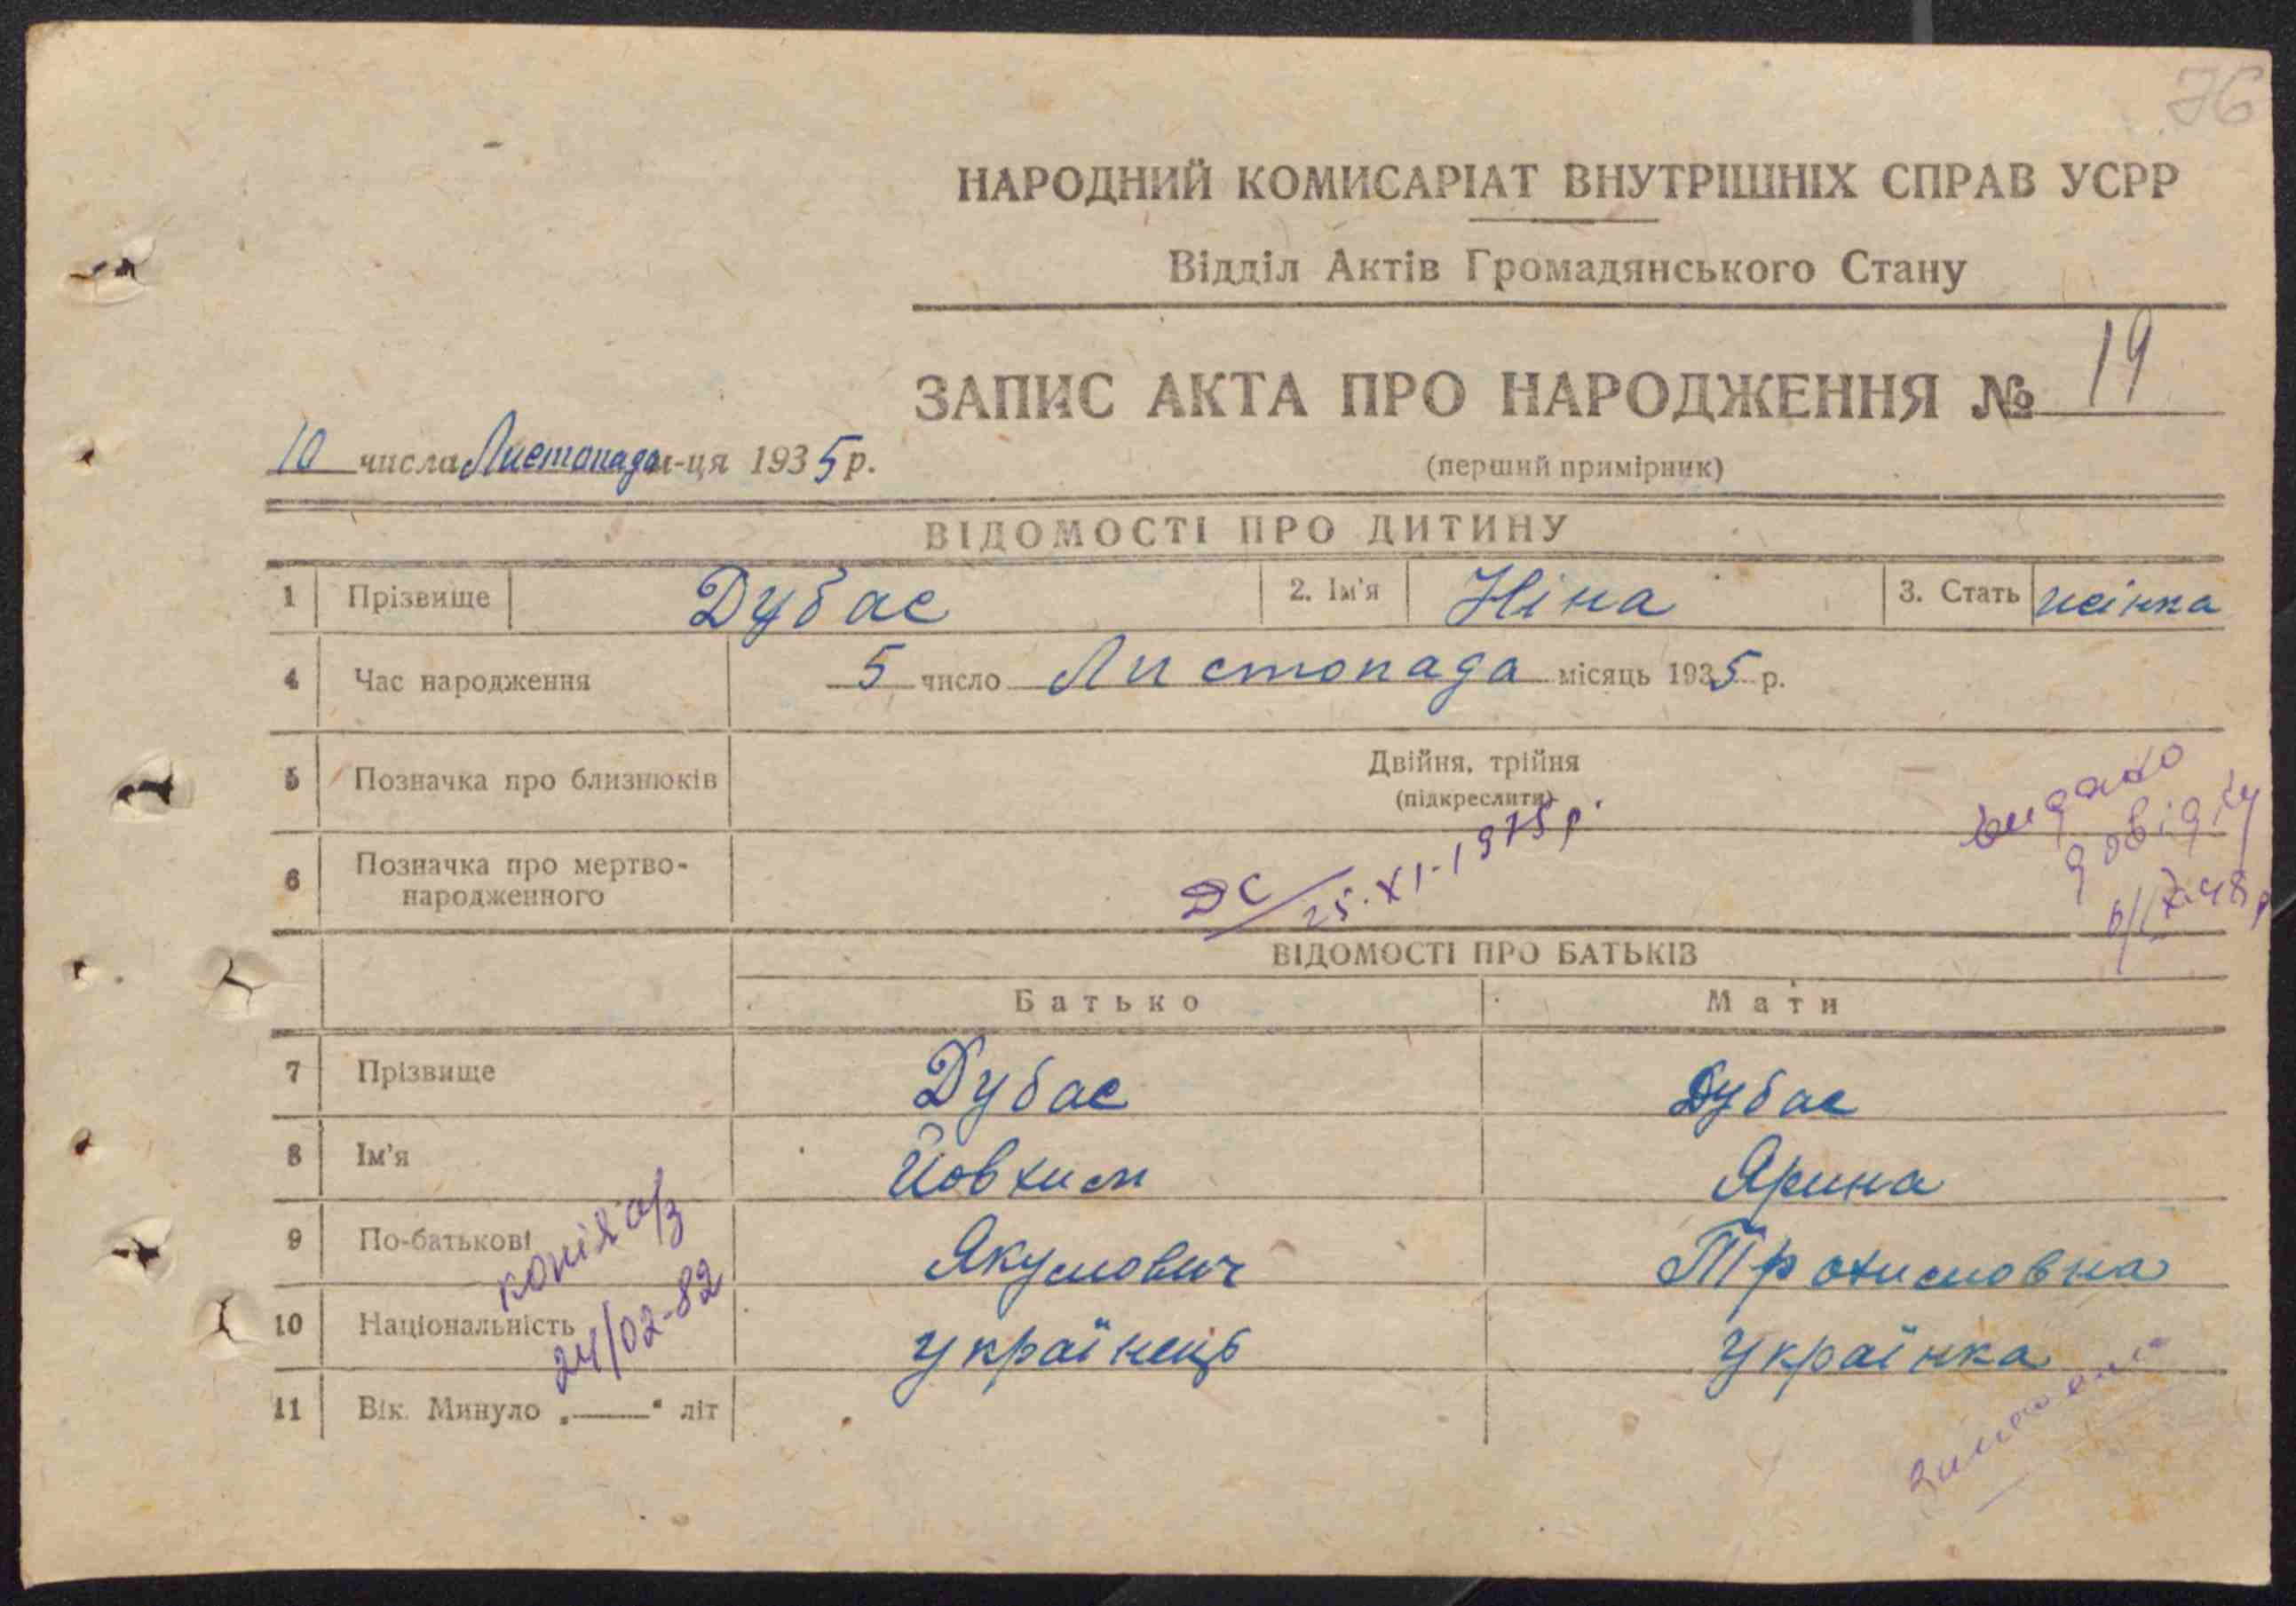 76
НАРОДНИЙ КОМИСАРІАТ ВНУТРІШНІХ СПРАВ УСРР
Відділ Актів Громадянського Стану
ЗАПИС АКТА ПРО НАРОДЖЕННЯ № 19
10 числа Листопада м-ця 1935 р.
(перший примірник)
ВІДОМОСТІ ПРО ДИТИНУ
1 Прізвище Дубас 2. Ім'я Ніна 3. Стать жінка
4 Час народження 5 число Листопада місяць 1935 р.
5 Позначка про близнюків Двійня, трійня
(підкреслити)
видано
довідку
6 Позначка про мертво-
народженного
ДС 25.XI-1975 р.
ВІДОМОСТІ ПРО БАТЬКІВ
Батько Мати
7 Прізвище Дубас Дубас
8 Ім'я Йовхим Ярина
9 По-батькові Якумович Трохимовна
10 Національність українець українка
копія а/з
24/02-82
11 Вік. Минуло „——“ літ